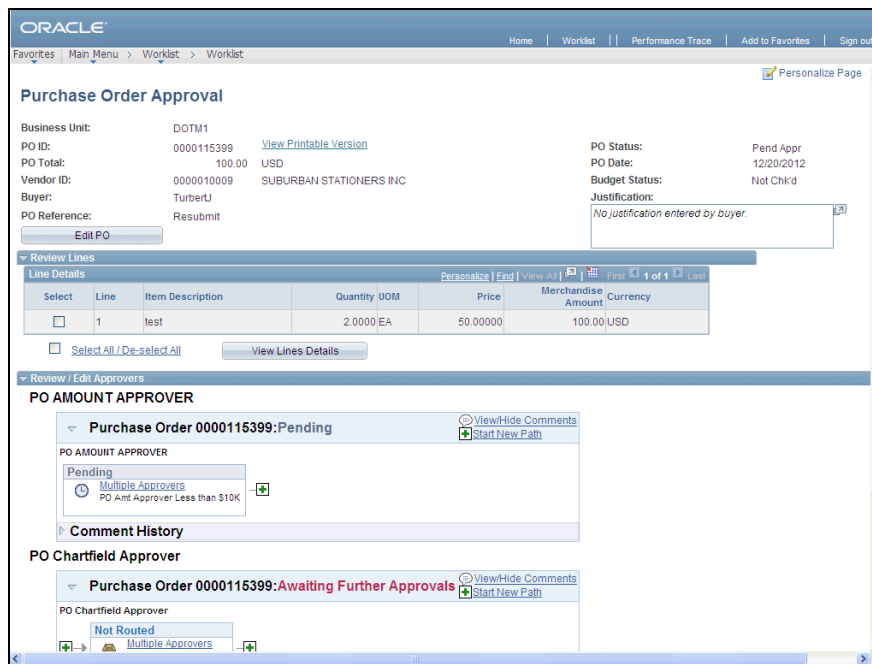 ORACLE
Home | Worklist | | Performance Trace | Add to Favorites | Sign out
Favorites Main Menu > Worklist > Worklist
Personalize Page
Purchase Order Approval
Business Unit: DOTM1
PO ID: 0000115399 View Printable Version PO Status: Pend Appr
PO Total: 100.00 USD PO Date: 12/20/2012
Vendor ID: 0000010009 SUBURBAN STATIONERS INC Budget Status: Not Chk'd
Buyer: TurbertJ Justification:
PO Reference: Resubmit No justification entered by buyer.
Edit PO
Review Lines
Line Details Personalize | Find | View All | | First 1 of 1 Last
Select Line Item Description Quantity UOM Price Merchandise Amount Currency
1 test 2.0000 EA 50.00000 100.00 USD
Select All / De-select All View Lines Details
Review / Edit Approvers
PO AMOUNT APPROVER
Purchase Order 0000115399:Pending View/Hide Comments
Start New Path
PO AMOUNT APPROVER
Pending
Multiple Approvers
PO Amt Approver Less than $10K
Comment History
PO Chartfield Approver
Purchase Order 0000115399:Awaiting Further Approvals View/Hide Comments
Start New Path
PO Chartfield Approver
Not Routed
Multiple Approvers